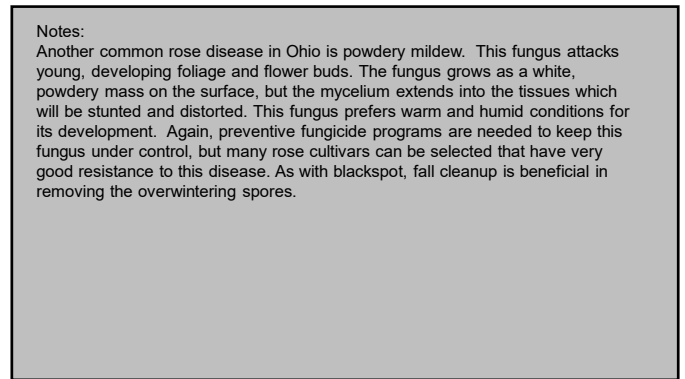 Notes:
Another common rose disease in Ohio is powdery mildew.  This fungus attacks
young, developing foliage and flower buds. The fungus grows as a white,
powdery mass on the surface, but the mycelium extends into the tissues which
will be stunted and distorted. This fungus prefers warm and humid conditions for
its development.  Again, preventive fungicide programs are needed to keep this
fungus under control, but many rose cultivars can be selected that have very
good resistance to this disease. As with blackspot, fall cleanup is beneficial in
removing the overwintering spores.